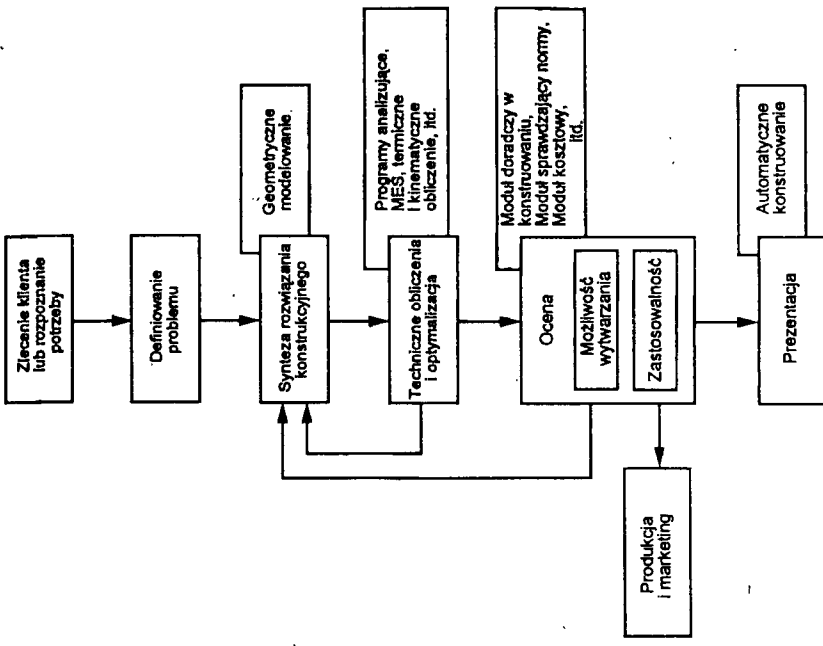 Zlecenie klienta
lub rozpoznanie
potrzeby
Definiowanie
problemu
Synteza rozwiązania
konstrukcyjnego
Geometryczne
modelowanie.
Techniczne obliczenia
i optymalizacja
Programy analizujące,
MES, termiczne
i kinematyczne
obliczenie, itd.
Ocena
Możliwość
wytwarzania
Zastosowalność
Moduł doradczy w
konstruowaniu,
Moduł sprawdzający normy,
Moduł kosztowy,
itd.
Produkcja
i marketing
Prezentacja
Automatyczne
konstruowanie